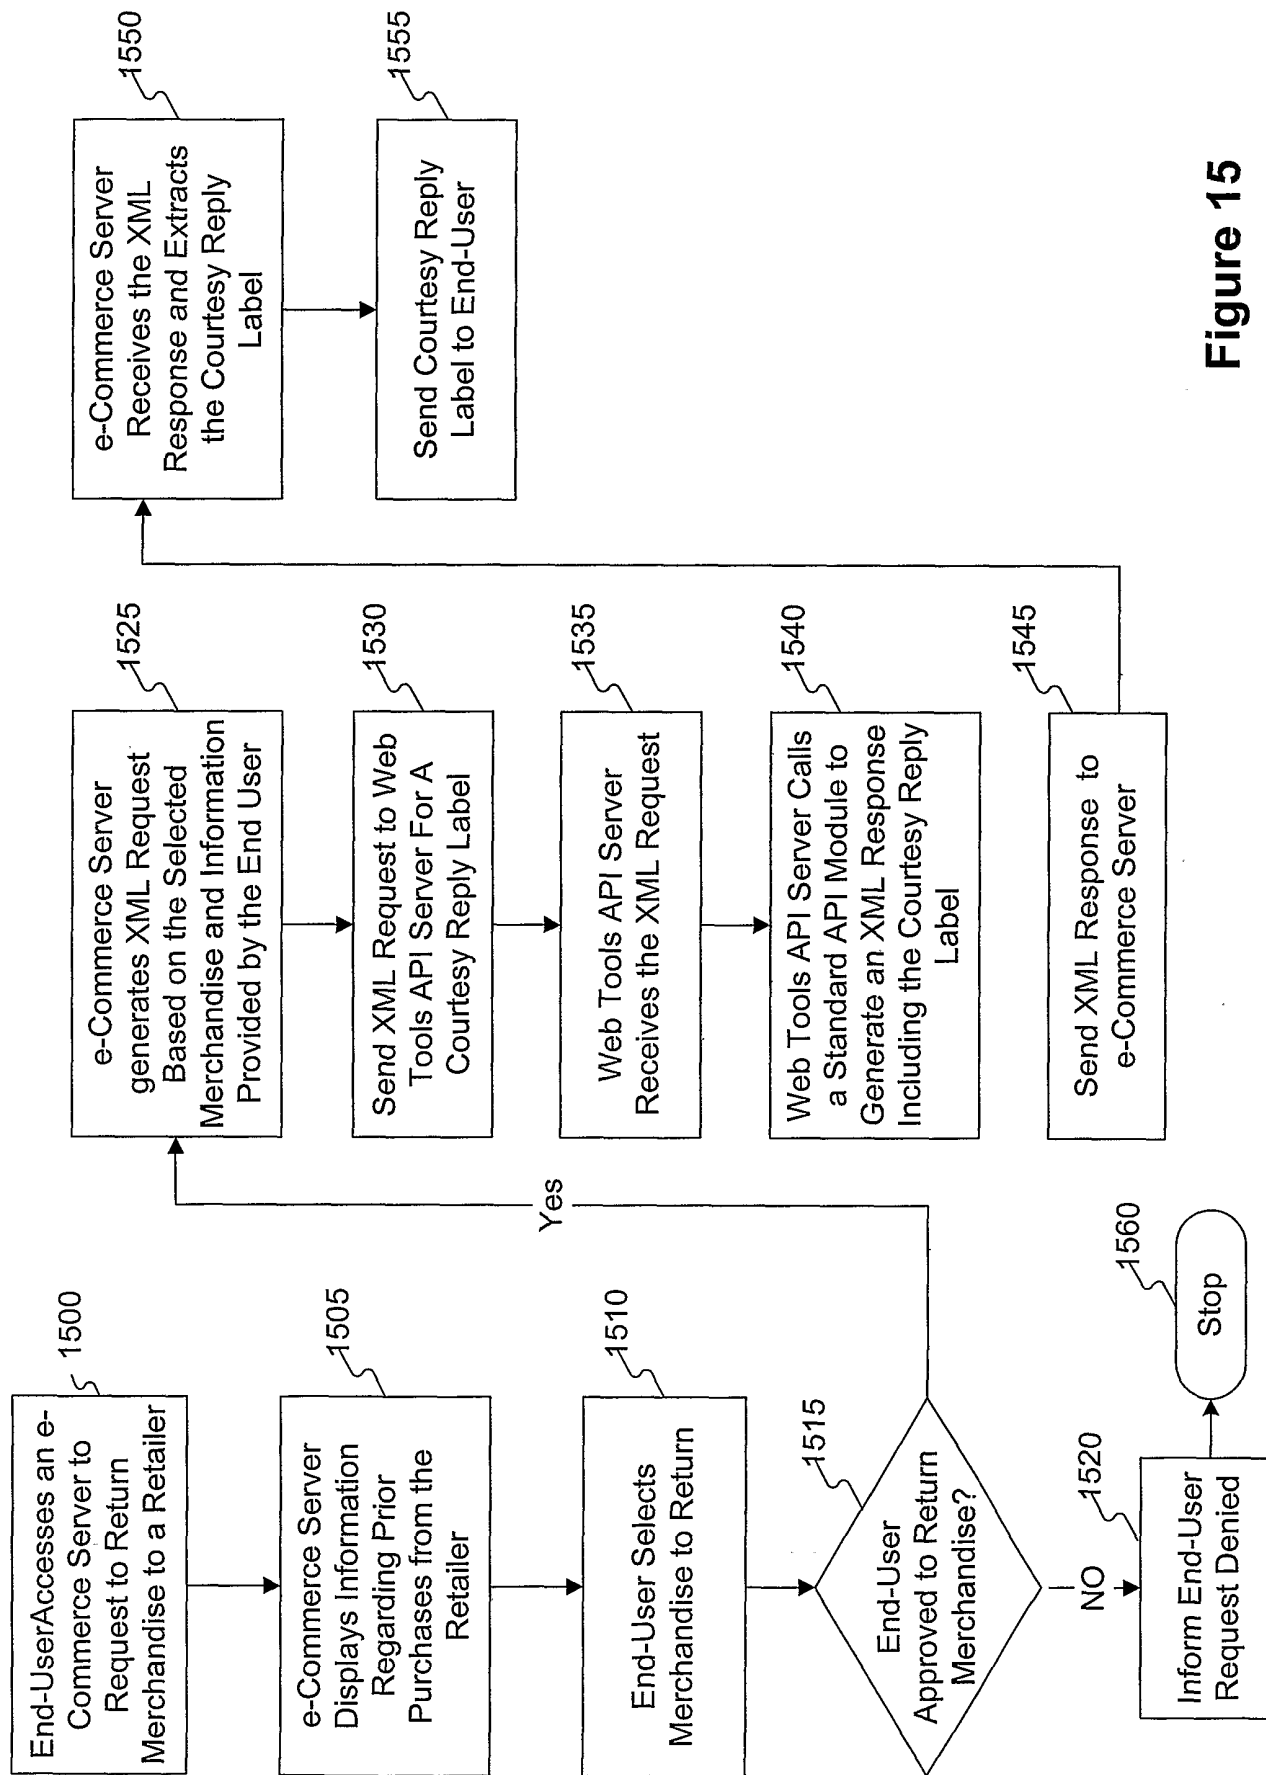 1500
End-UserAccesses an e-
Commerce Server to
Request to Return
Merchandise to a Retailer
1505
e-Commerce Server
Displays Information
Regarding Prior
Purchases from the
Retailer
1510
End-User Selects
Merchandise to Return
1515
End-User
Approved to Return
Merchandise?
NO
1520
Inform End-User
Request Denied
1560
Stop
Yes
1525
e-Commerce Server
generates XML Request
Based on the Selected
Merchandise and Information
Provided by the End User
1530
Send XML Request to Web
Tools API Server For A
Courtesy Reply Label
1535
Web Tools API Server
Receives the XML Request
1540
Web Tools API Server Calls
a Standard API Module to
Generate an XML Response
Including the Courtesy Reply
Label
1545
Send XML Response to
e-Commerce Server
1550
e-Commerce Server
Receives the XML
Response and Extracts
the Courtesy Reply
Label
1555
Send Courtesy Reply
Label to End-User
Figure 15